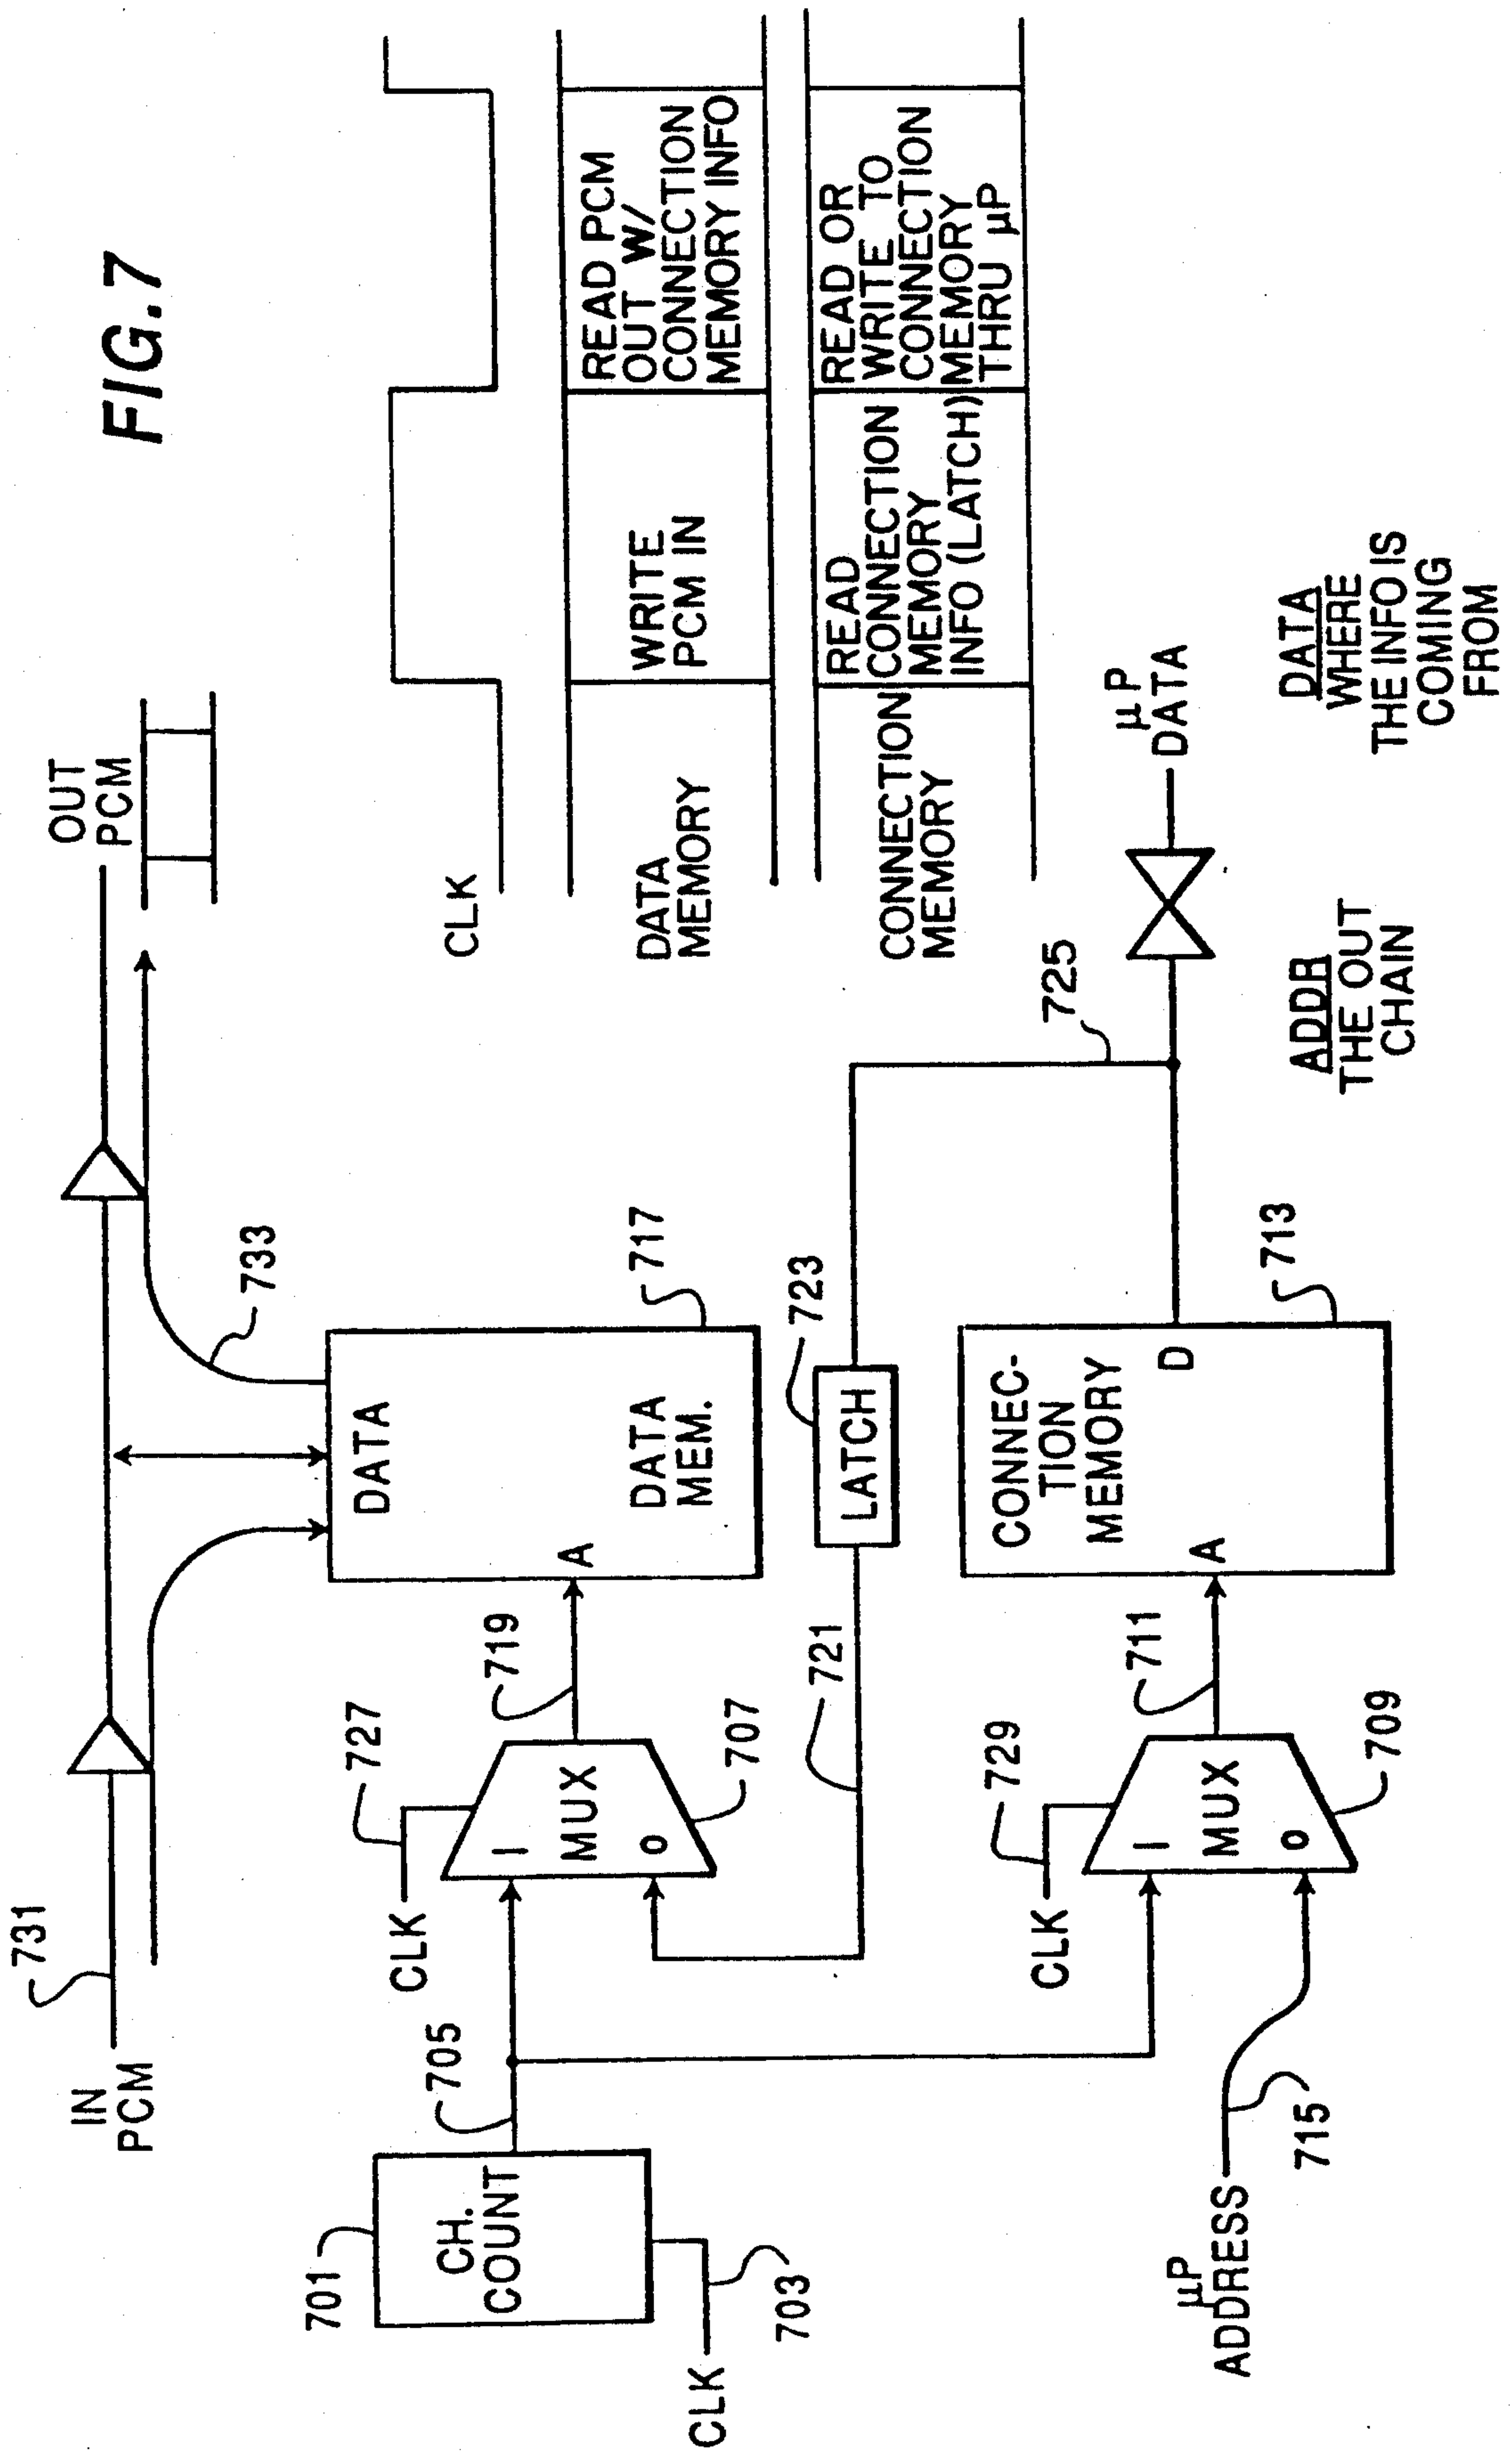 FIG.7
IN
PCM
731
OUT
PCM
733
701
CH.
COUNT
CLK
703
705
CLK
727
I
MUX
O
707
719
A
DATA
DATA
MEM.
717
721
LATCH
723
725
CLK
729
I
MUX
O
709
711
A
CONNEC-
TION
MEMORY
D
713
µP
ADDRESS
715
µP
DATA
ADDR
THE OUT
CHAIN
DATA
WHERE
THE INFO IS
COMING
FROM
CLK
DATA
MEMORY
WRITE
PCM IN
READ PCM
OUT W/
CONNECTION
MEMORY INFO
CONNECTION
MEMORY
READ
CONNECTION
MEMORY
INFO (LATCH)
READ OR
WRITE TO
CONNECTION
MEMORY
THRU µP